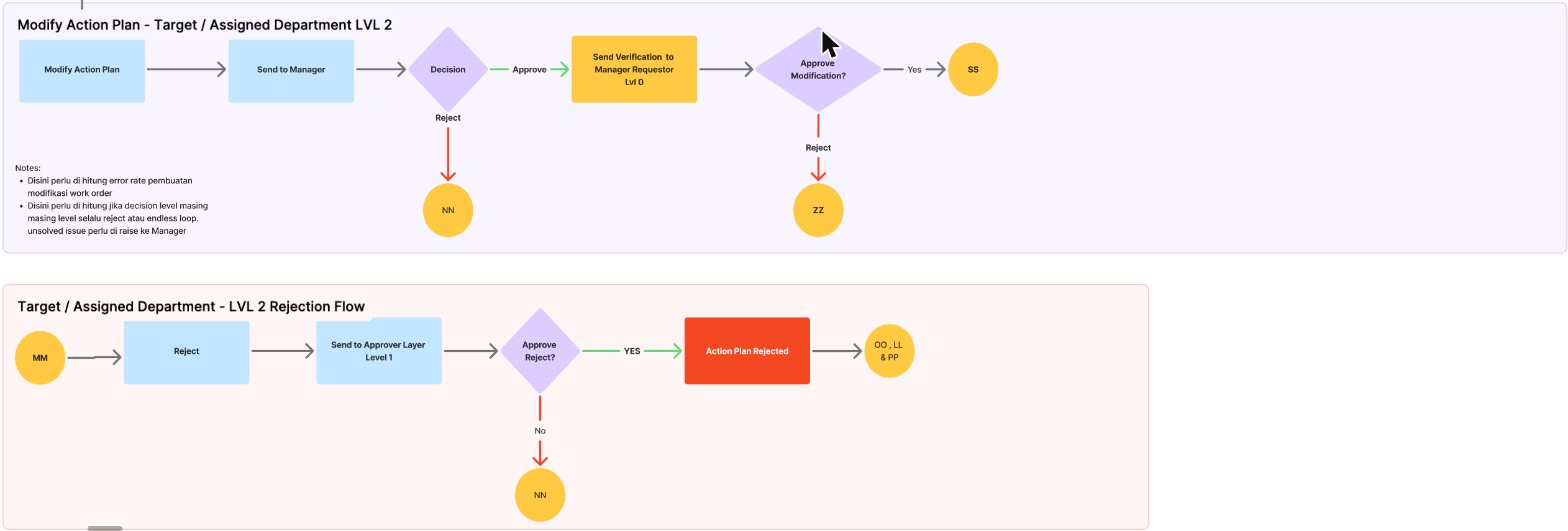 Modify Action Plan - Target / Assigned Department LVL 2
Modify Action Plan
Send to Manager
Decision
Approve
Send Verification to
Manager Requestor
Lvl 0
Approve
Modification?
Yes
SS
Reject
NN
Reject
ZZ
Notes:
• Disini perlu di hitung error rate pembuatan
modifikasi work order
• Disini perlu di hitung jika decision level masing
masing level selalu reject atau endless loop.
unsolved issue perlu di raise ke Manager
Target / Assigned Department - LVL 2 Rejection Flow
MM
Reject
Send to Approver Layer
Level 1
Approve
Reject?
YES
Action Plan Rejected
OO , LL
& PP
No
NN